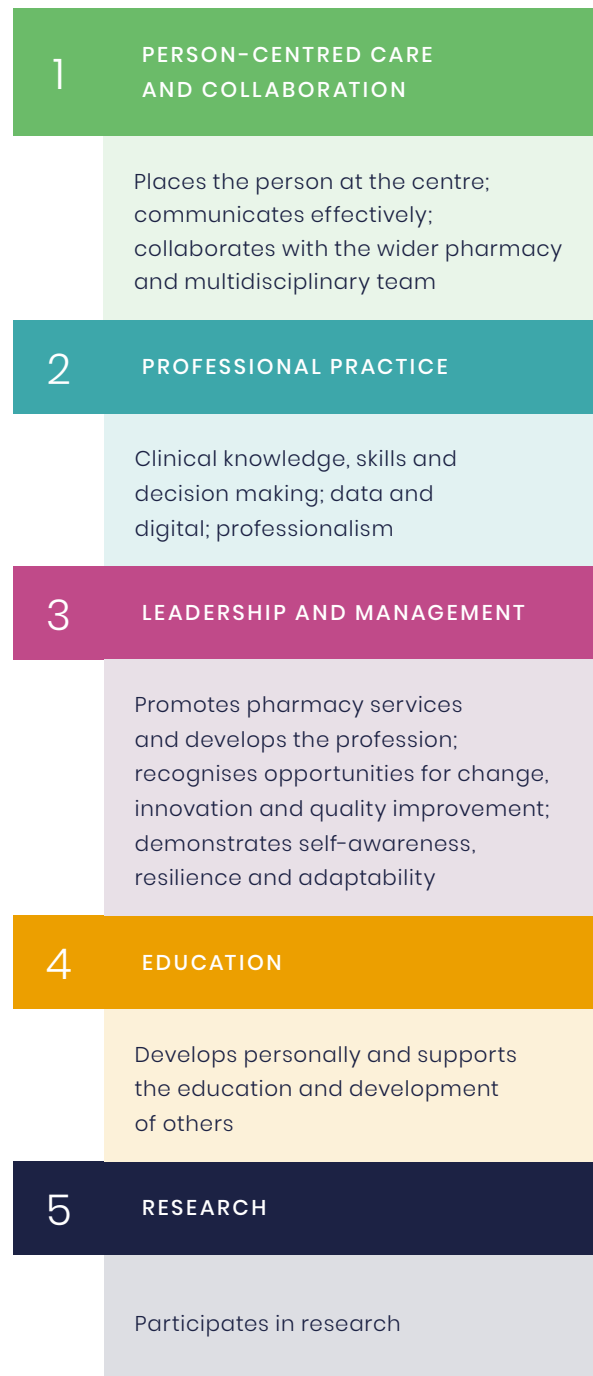 1
PERSON-CENTRED CARE
AND COLLABORATION
Places the person at the centre;
communicates effectively;
collaborates with the wider pharmacy
and multidisciplinary team
2
PROFESSIONAL PRACTICE
Clinical knowledge, skills and
decision making; data and
digital; professionalism
3
LEADERSHIP AND MANAGEMENT
Promotes pharmacy services
and develops the profession;
recognises opportunities for change,
innovation and quality improvement;
demonstrates self-awareness,
resilience and adaptability
4
EDUCATION
Develops personally and supports
the education and development
of others
5
RESEARCH
Participates in research